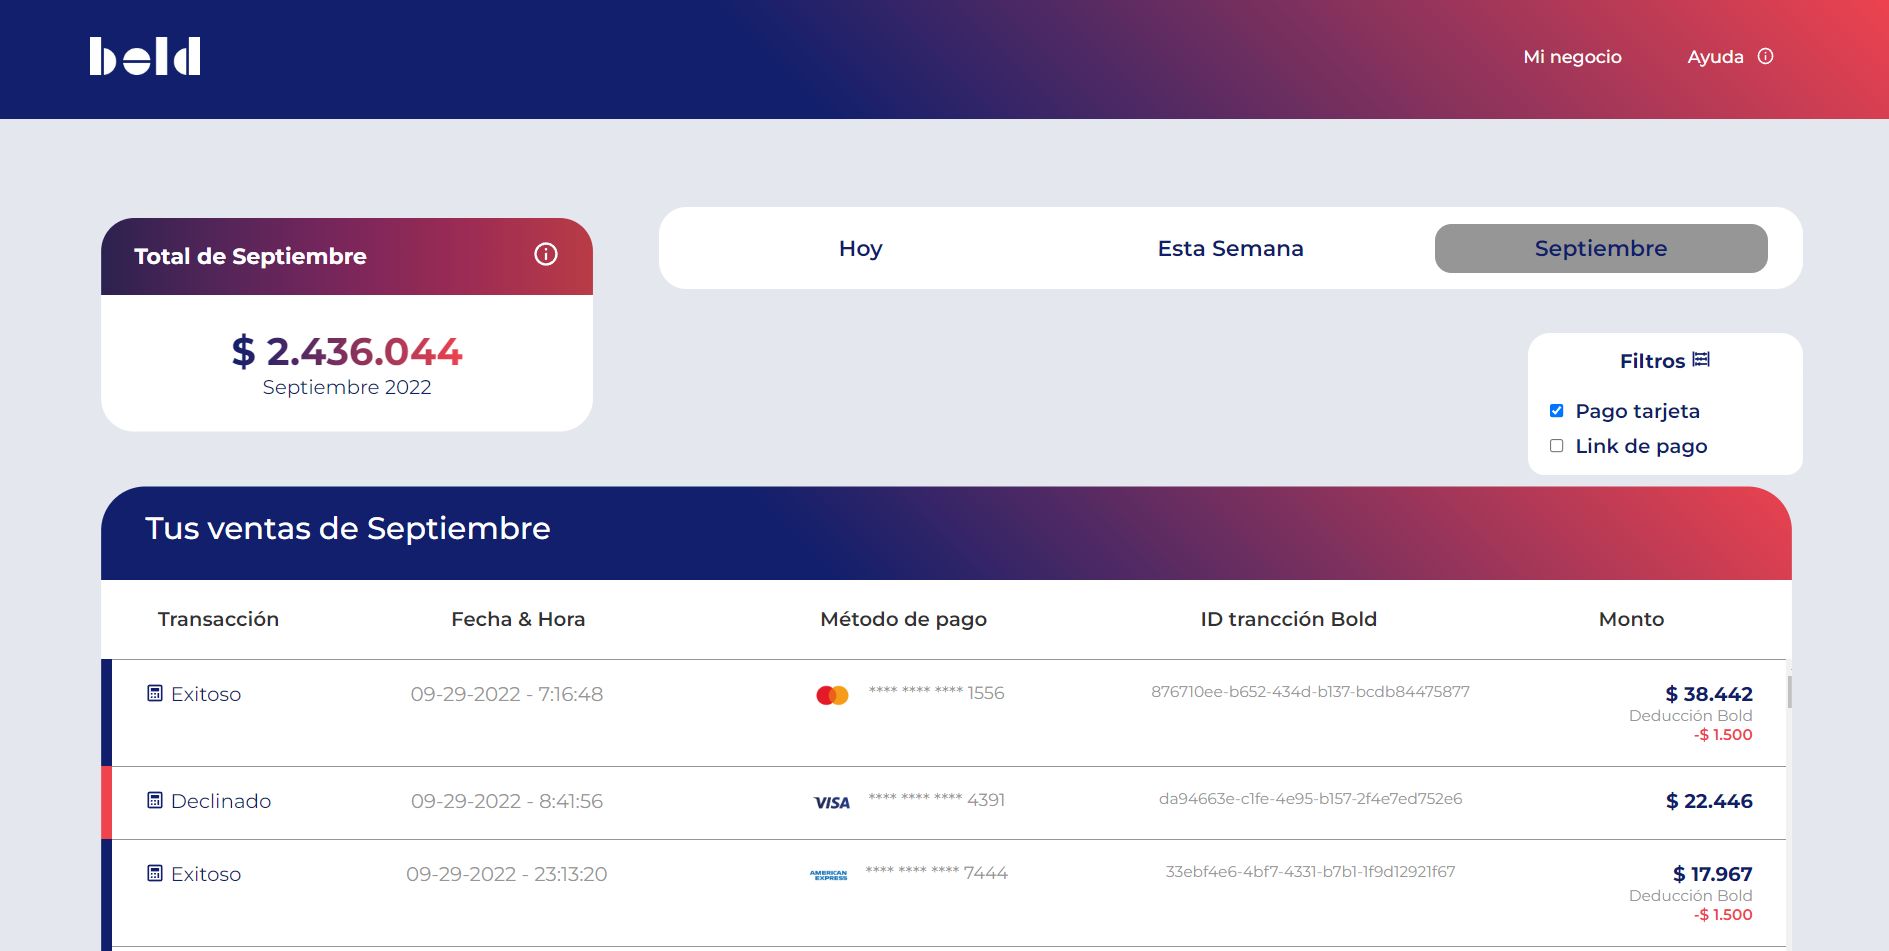 bold
Mi negocio Ayuda
Total de Septiembre
$ 2.436.044
Septiembre 2022
Hoy Esta Semana Septiembre
Filtros
Pago tarjeta
Link de pago
Tus ventas de Septiembre
Transacción Fecha & Hora Método de pago ID trancción Bold Monto
Exitoso 09-29-2022 - 7:16:48 **** **** **** 1556 876710ee-b652-434d-b137-bcdb84475877 $ 38.442
Deducción Bold
-$ 1.500
Declinado 09-29-2022 - 8:41:56 VISA **** **** **** 4391 da94663e-c1fe-4e95-b157-2f4e7ed752e6 $ 22.446
Exitoso 09-29-2022 - 23:13:20 AMERICAN EXPRESS **** **** **** 7444 33ebf4e6-4bf7-4331-b7b1-1f9d12921f67 $ 17.967
Deducción Bold
-$ 1.500